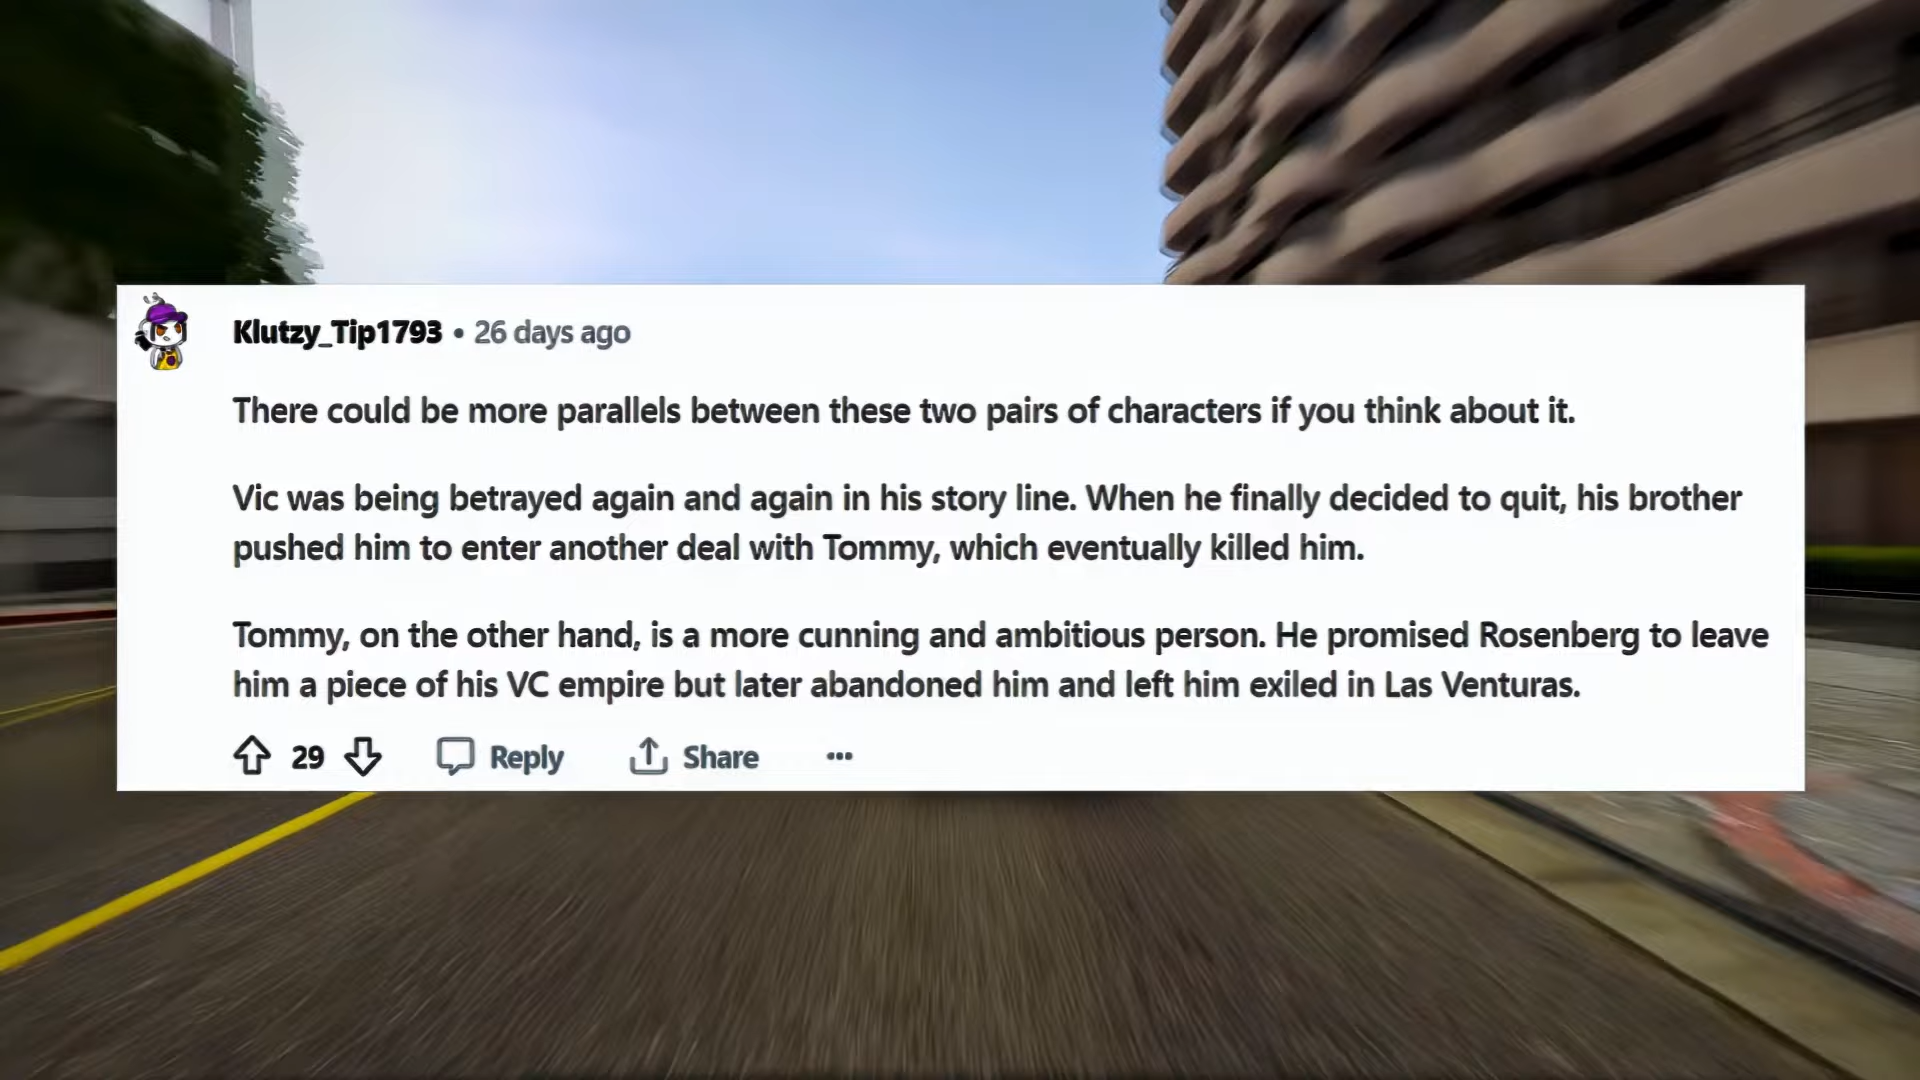 Klutzy_Tip1793 • 26 days ago
There could be more parallels between these two pairs of characters if you think about it.
Vic was being betrayed again and again in his story line. When he finally decided to quit, his brother
pushed him to enter another deal with Tommy, which eventually killed him.
Tommy, on the other hand, is a more cunning and ambitious person. He promised Rosenberg to leave
him a piece of his VC empire but later abandoned him and left him exiled in Las Venturas.
29 Reply Share ...